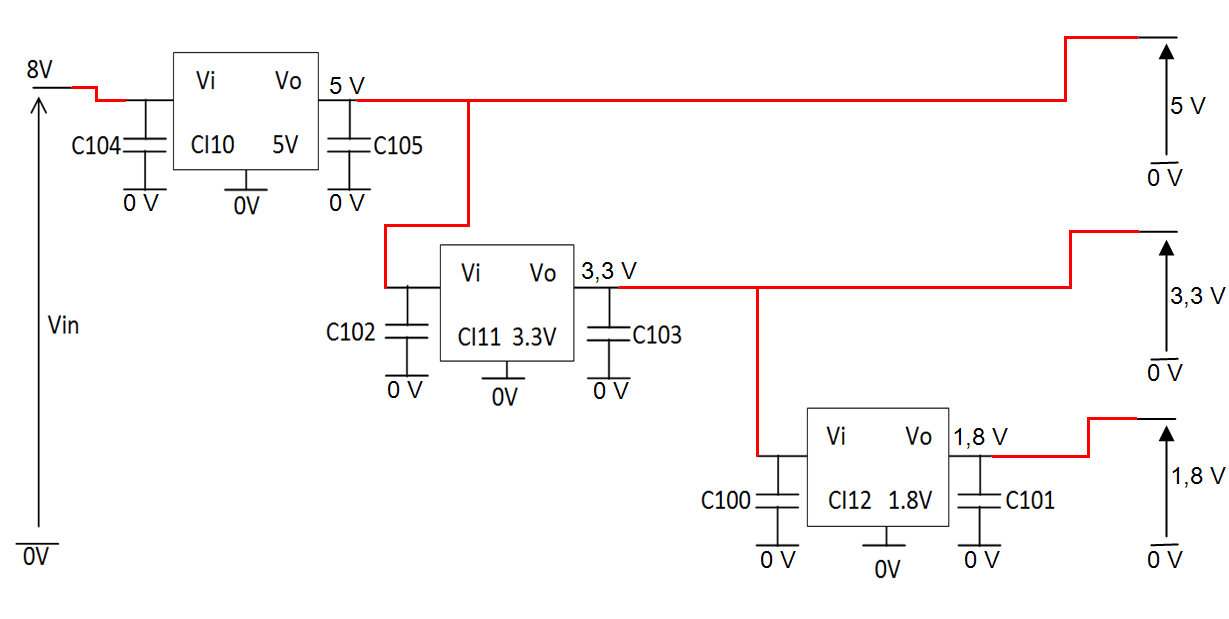 8V
Vi Vo
5 V
C104
CI10 5V
C105
0 V
0V
0 V
5 V
0 V
Vin
0V
Vi Vo
3,3 V
C102
CI11 3.3V
C103
0 V
0V
0 V
3,3 V
0 V
Vi Vo
1,8 V
C100
CI12 1.8V
C101
0 V
0V
0 V
1,8 V
0 V